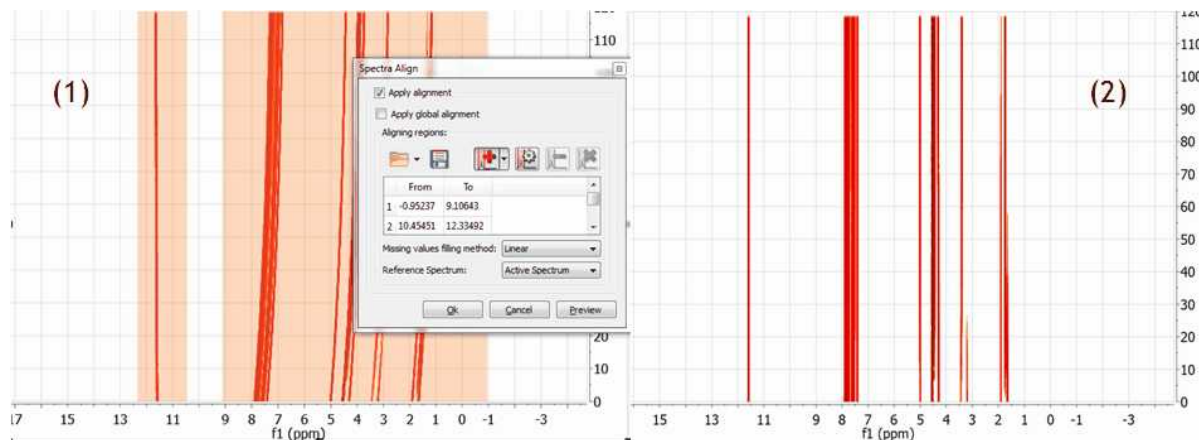 (1)
110
Spectra Align
Apply alignment
Apply global alignment
Aligning regions:
From To
1 -0.95237 9.10643
2 10.45451 12.33492
Missing values filling method: Linear
Reference Spectrum: Active Spectrum
Ok Cancel Preview
20
10
0
17 13 11 9 8 7 6 5 4 3 2 1 0 -1 -3
f1 (ppm)
(2)
110
100
90
80
70
60
50
40
30
20
10
0
15 13 11 9 8 7 6 5 4 3 2 1 0 -1 -3
f1 (ppm)